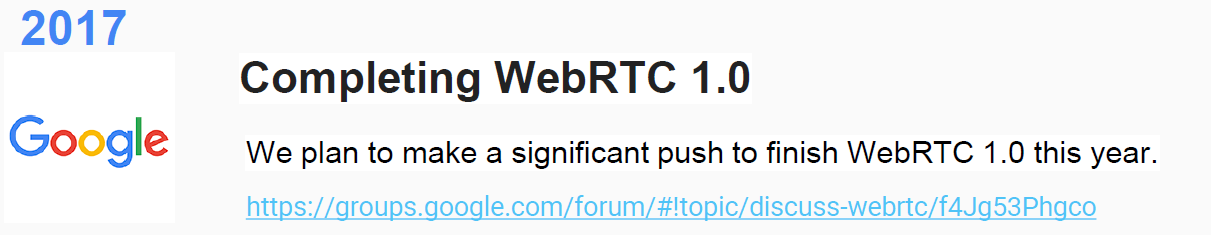 2017
Google
Completing WebRTC 1.0
We plan to make a significant push to finish WebRTC 1.0 this year.
https://groups.google.com/forum/#!topic/discuss-webrtc/f4Jg53Phgco